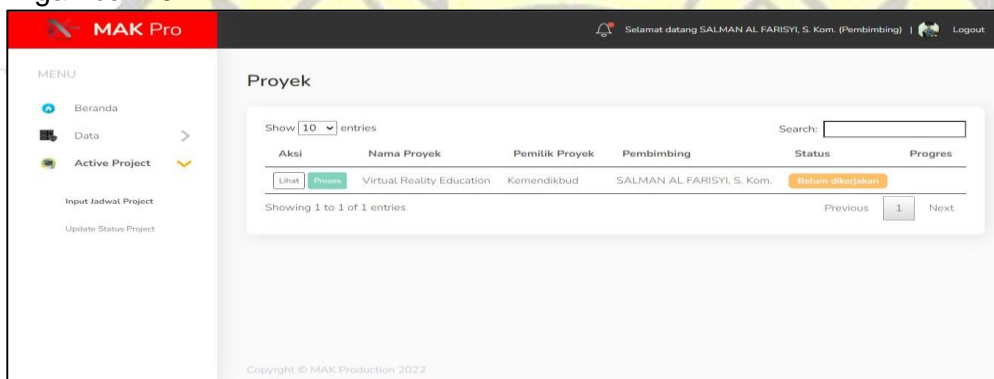 MAK Pro
Selamat datang SALMAN AL FARISYI, S. Kom. (Pembimbing) | Logout
MENU
Beranda
Data
Active Project
Input Jadwal Project
Update Status Project
Proyek
Show 10 entries
Search:
Aksi Nama Proyek Pemilik Proyek Pembimbing Status Progres
Lihat Proses Virtual Reality Education Kemendikbud SALMAN AL FARISYI, S. Kom. Belum dikerjakan
Showing 1 to 1 of 1 entries
Previous 1 Next
Copyrght © MAK Production 2022